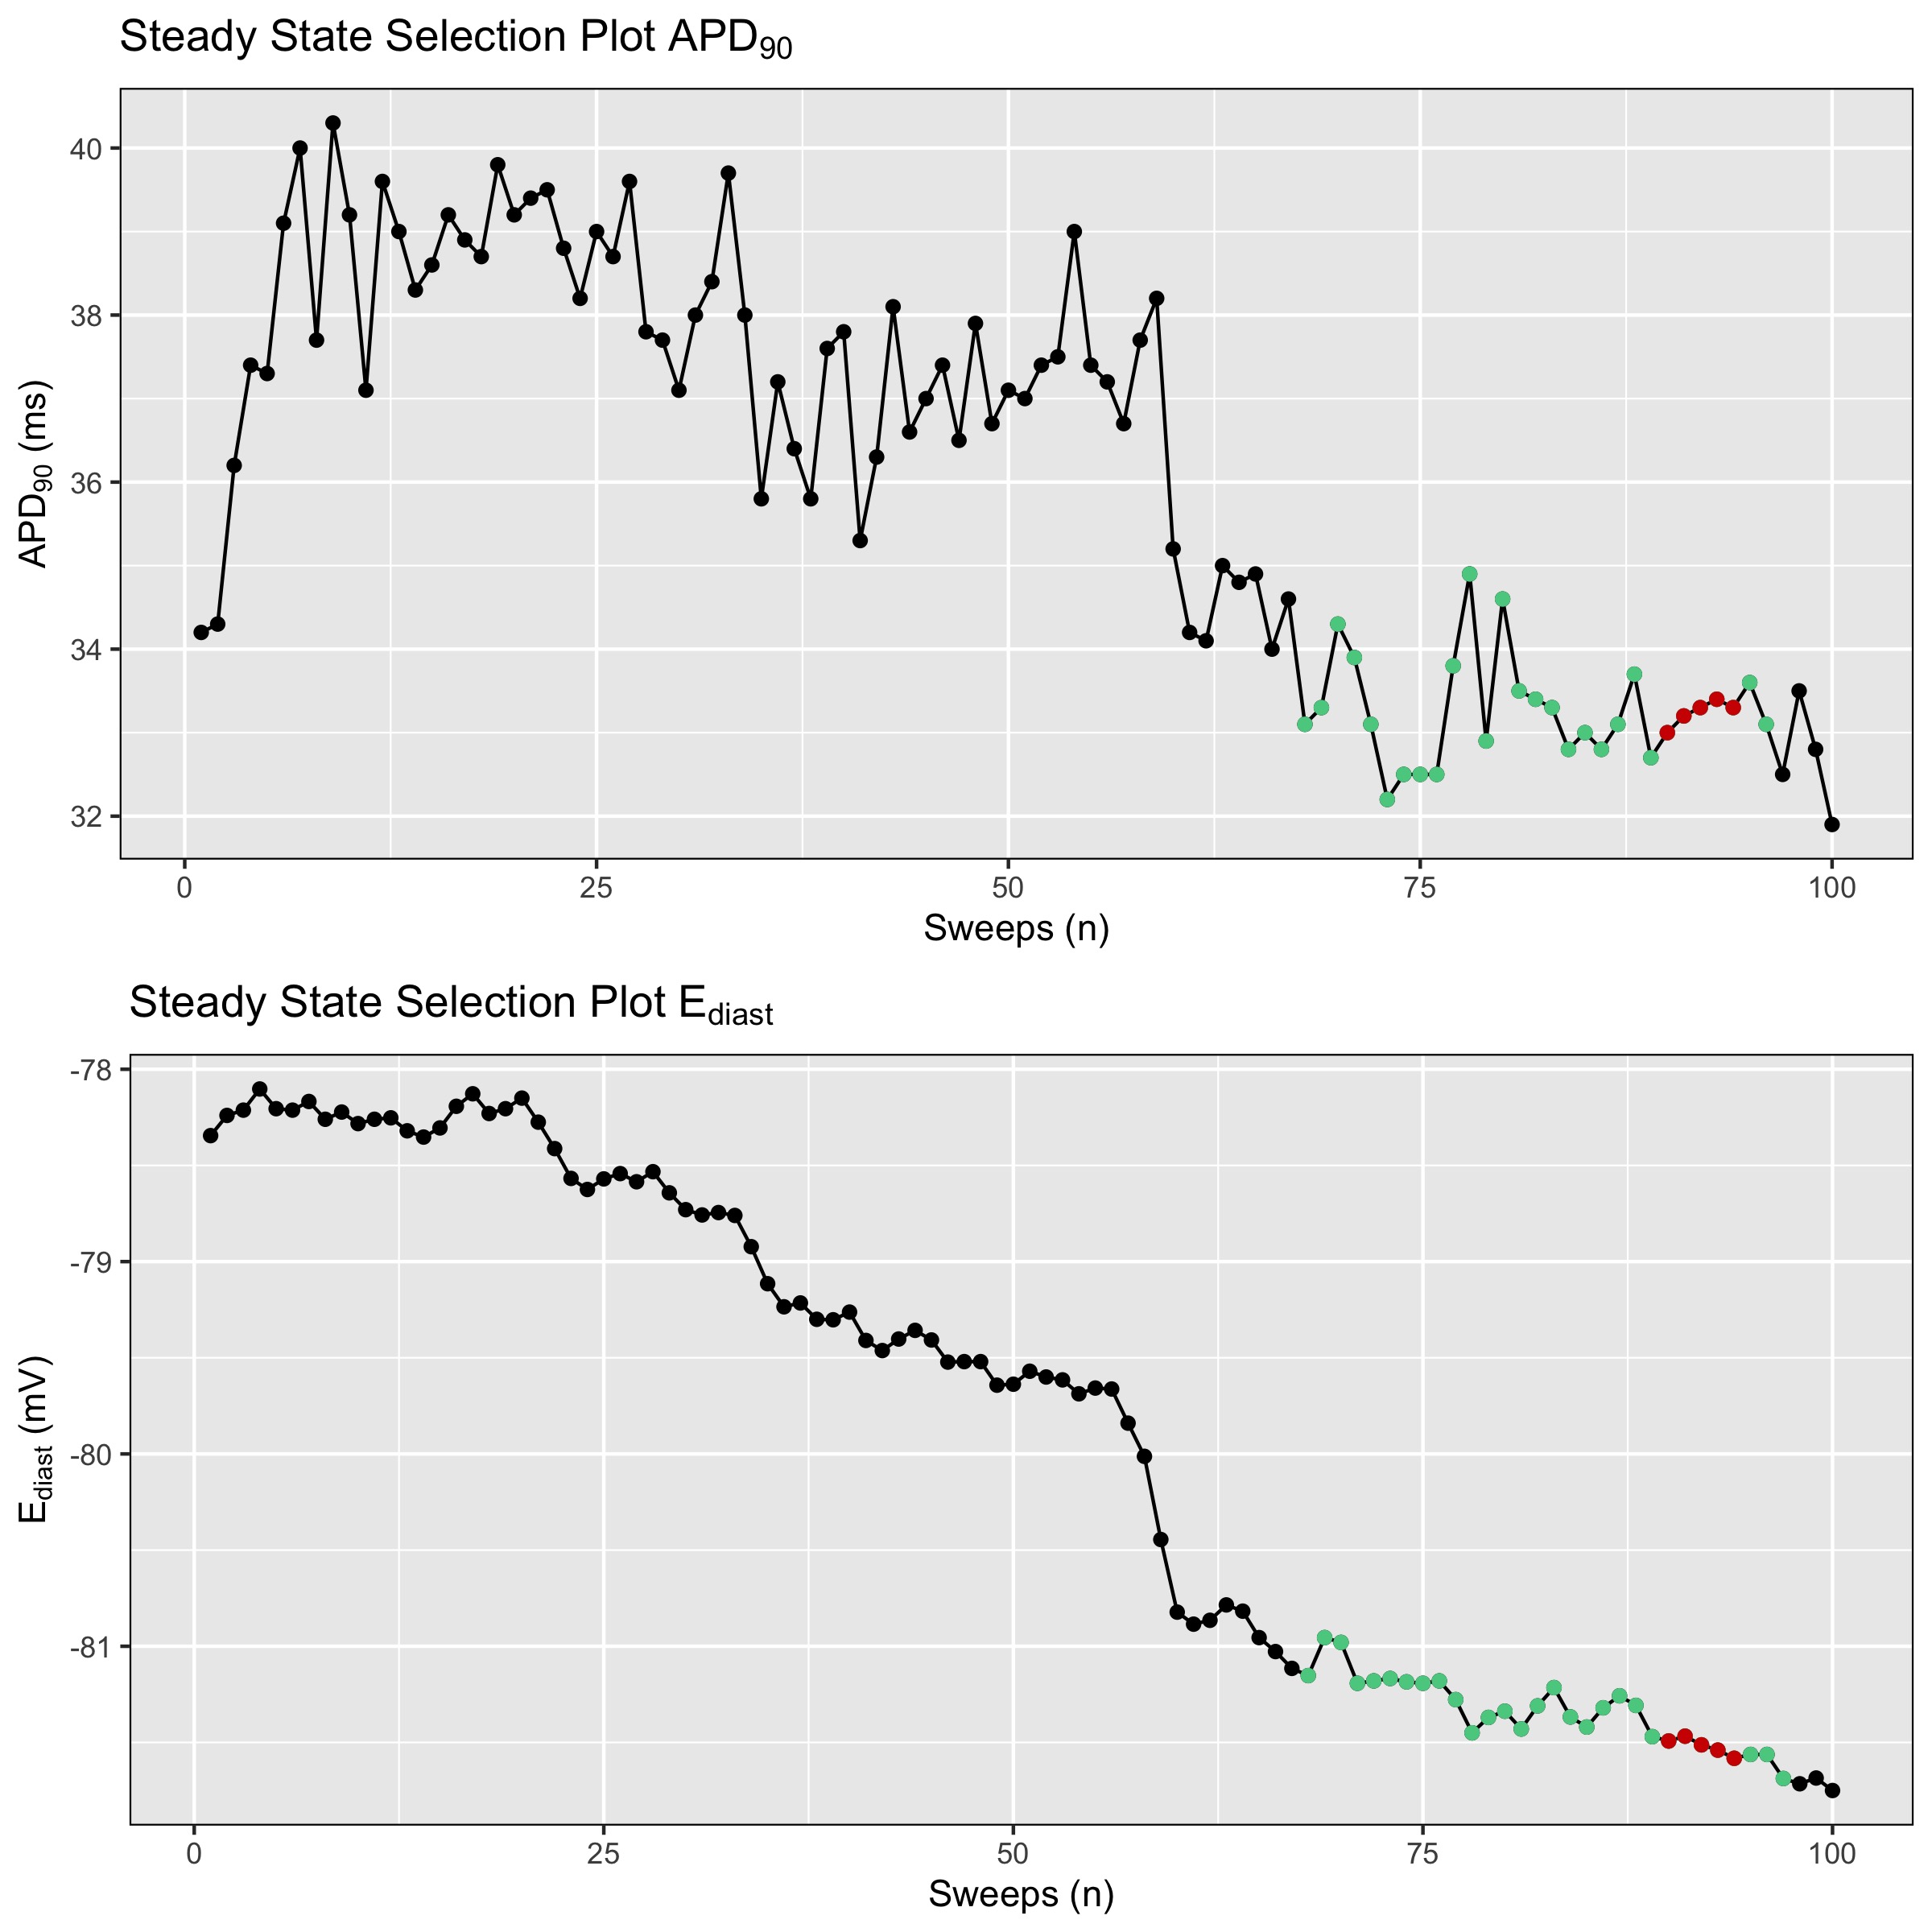 Steady State Selection Plot APD90
APD90 (ms)
40
38
36
34
32
0 25 50 75 100
Sweeps (n)
Steady State Selection Plot Ediast
Ediast (mV)
-78
-79
-80
-81
0 25 50 75 100
Sweeps (n)